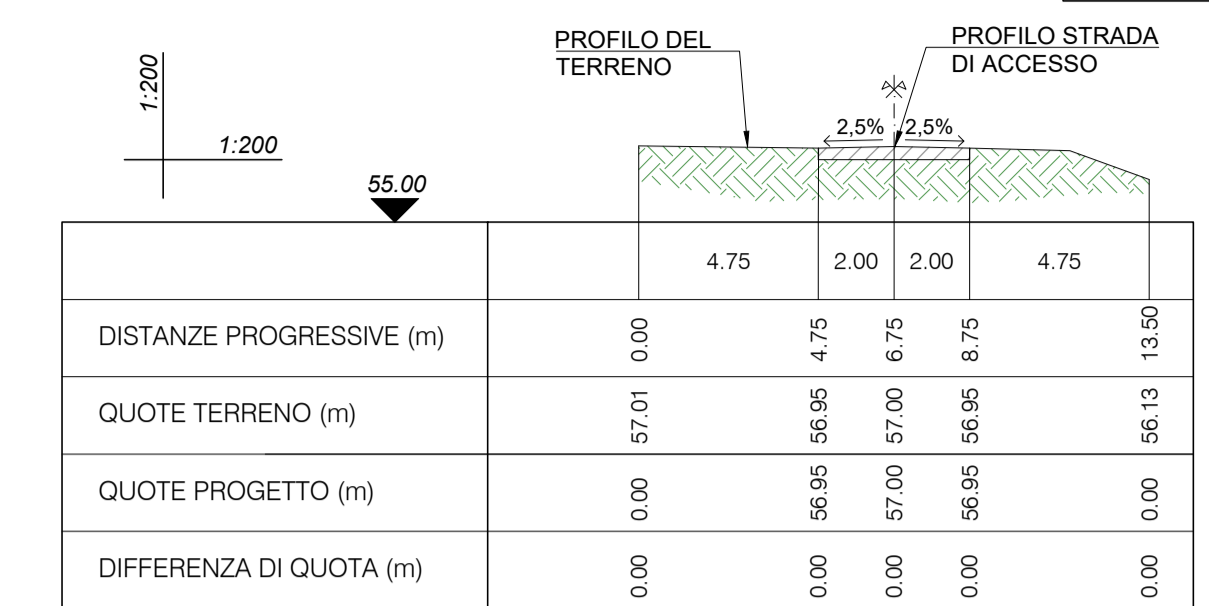 PROFILO DEL
TERRENO
PROFILO STRADA
DI ACCESSO
1:200
1:200
2,5% 2,5%
55.00
4.75 2.00 2.00 4.75
DISTANZE PROGRESSIVE (m) 0.00 4.75 6.75 8.75 13.50
QUOTE TERRENO (m) 57.01 56.95 57.00 56.95 56.13
QUOTE PROGETTO (m) 0.00 56.95 57.00 56.95 0.00
DIFFERENZA DI QUOTA (m) 0.00 0.00 0.00 0.00 0.00